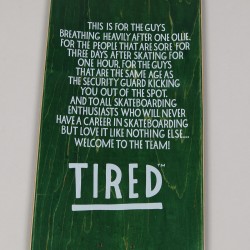 THIS IS FOR THE GUYS
BREATHING HEAVILY AFTER ONE OLLIE.
FOR THE PEOPLE THAT ARE SORE FOR
THREE DAYS AFTER SKATING FOR
ONE HOUR, FOR THE GUYS
THAT ARE THE SAME AGE AS
THE SECURITY GUARD KICKING
YOU OUT OF THE SPOT.
AND TO ALL SKATEBOARDING
ENTHUSIASTS WHO WILL NEVER
HAVE A CAREER IN SKATEBOARDING
BUT LOVE IT LIKE NOTHING ELSE...
WELCOME TO THE TEAM!
TIRED™